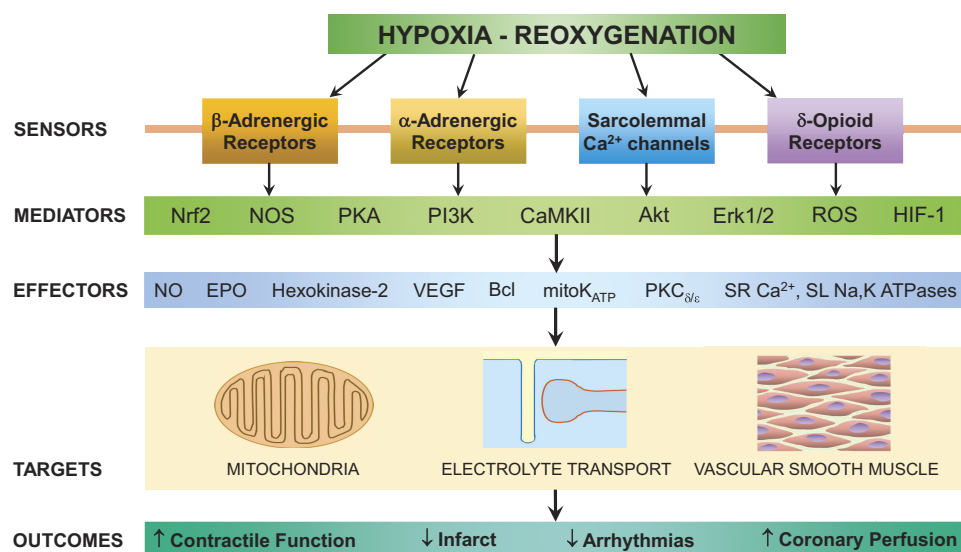 HYPOXIA - REOXYGENATION
SENSORS
β-Adrenergic
Receptors
α-Adrenergic
Receptors
Sarcolemmal
Ca²⁺ channels
δ-Opioid
Receptors
MEDIATORS Nrf2 NOS PKA PI3K CaMKII Akt Erk1/2 ROS HIF-1
EFFECTORS NO EPO Hexokinase-2 VEGF Bcl mitoK_ATP PKC_δ/ε SR Ca²⁺, SL Na,K ATPases
TARGETS MITOCHONDRIA ELECTROLYTE TRANSPORT VASCULAR SMOOTH MUSCLE
OUTCOMES ↑ Contractile Function ↓ Infarct ↓ Arrhythmias ↑ Coronary Perfusion